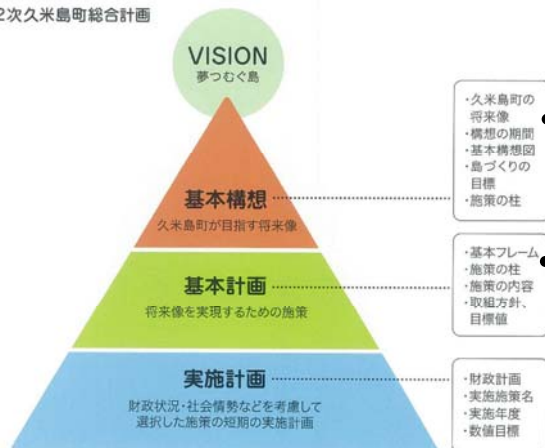 2次久米島町総合計画
VISION
夢つむぐ島
基本構想
久米島町が目指す将来像
・久米島町の
将来像
・構想の期間
・基本構想図
・島づくりの
目標
・施策の柱
基本計画
将来像を実現するための施策
・基本フレーム
・施策の柱
・施策の内容
・取組方針、
目標値
実施計画
財政状況・社会情勢などを考慮して
選択した施策の短期の実施計画
・財政計画
・実施施策名
・実施年度
・数値目標